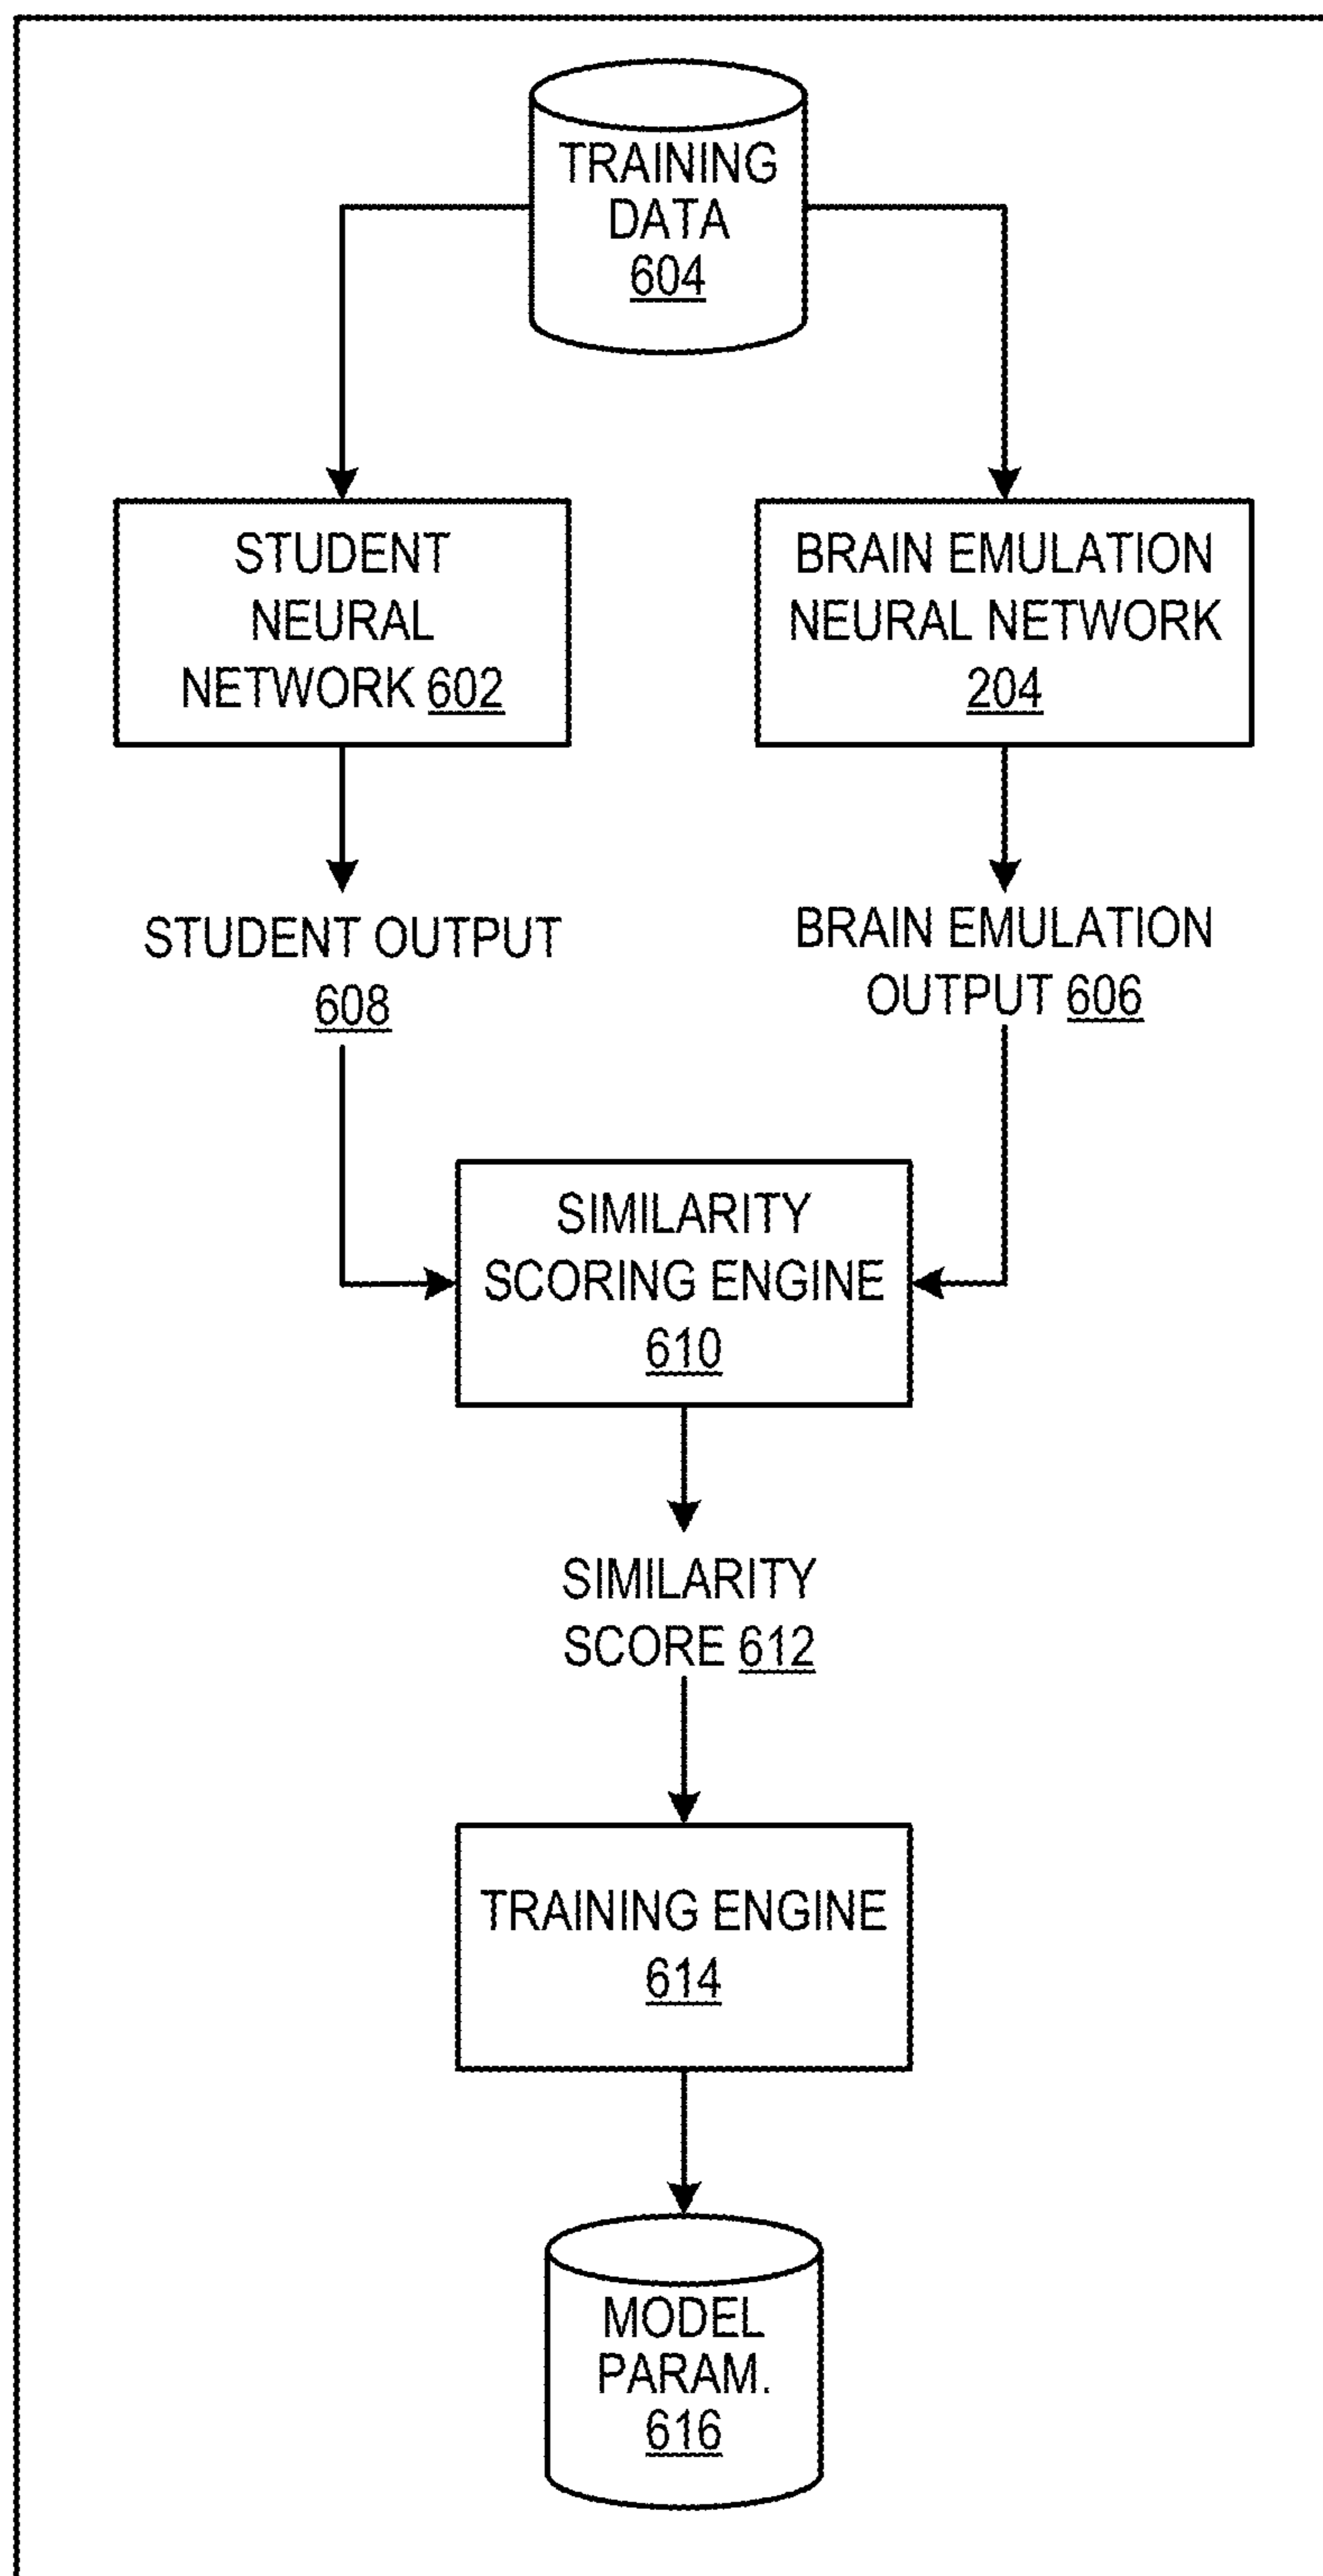 TRAINING
DATA
604
STUDENT
NEURAL
NETWORK 602
BRAIN EMULATION
NEURAL NETWORK
204
STUDENT OUTPUT
608
BRAIN EMULATION
OUTPUT 606
SIMILARITY
SCORING ENGINE
610
SIMILARITY
SCORE 612
TRAINING ENGINE
614
MODEL
PARAM.
616